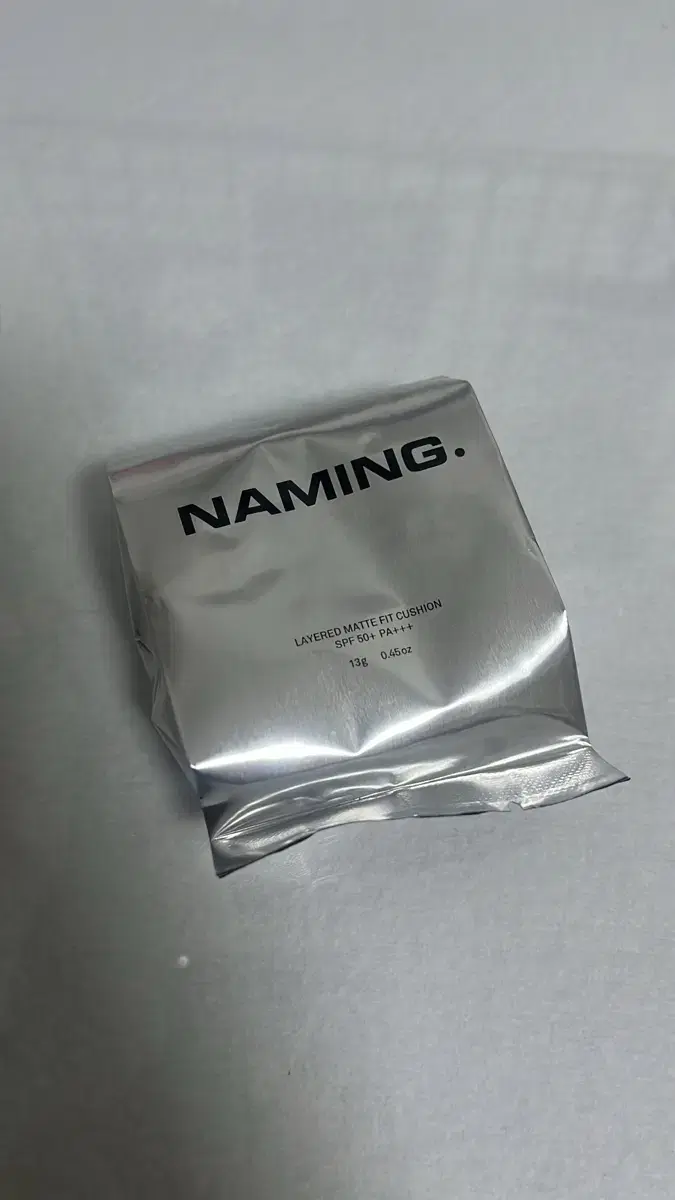 NAMING.
LAYERED MATTE FIT CUSHION
SPF 50+ PA+++
13g 0.45oz